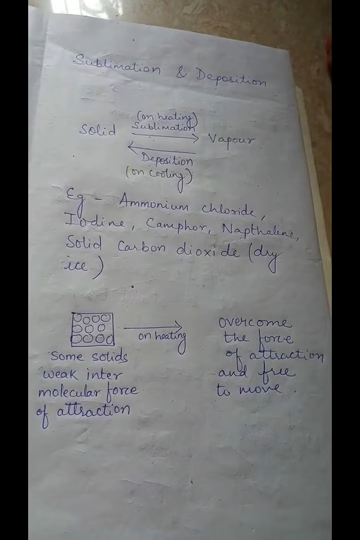 Sublimation & Deposition
(on heating)
Solid Sublimation Vapour
Deposition
(on cooling)
Eg - Ammonium chloride,
Iodine, Camphor, Napthalene,
Solid Carbon dioxide (dry
ice)
on heating
Some solids
weak inter
molecular force
of attraction
overcome
the force
of attraction
and free
to move.